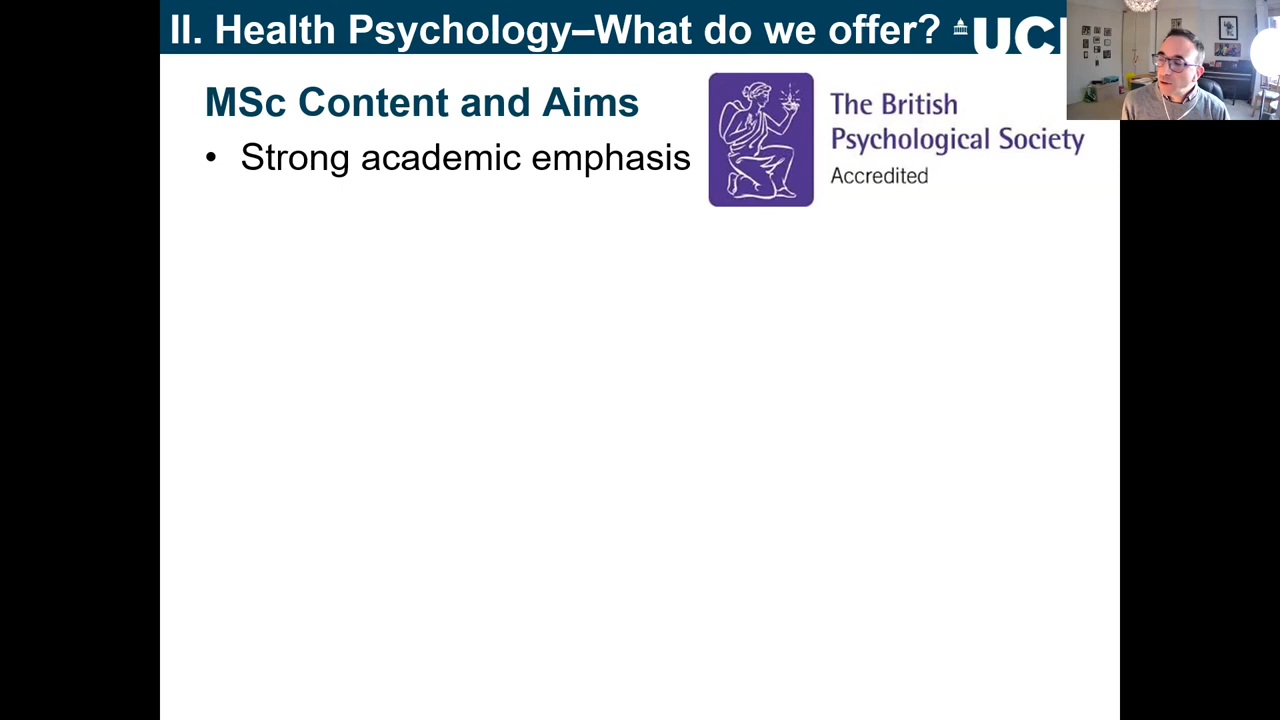 II. Health Psychology–What do we offer?
MSc Content and Aims
• Strong academic emphasis
The British
Psychological Society
Accredited